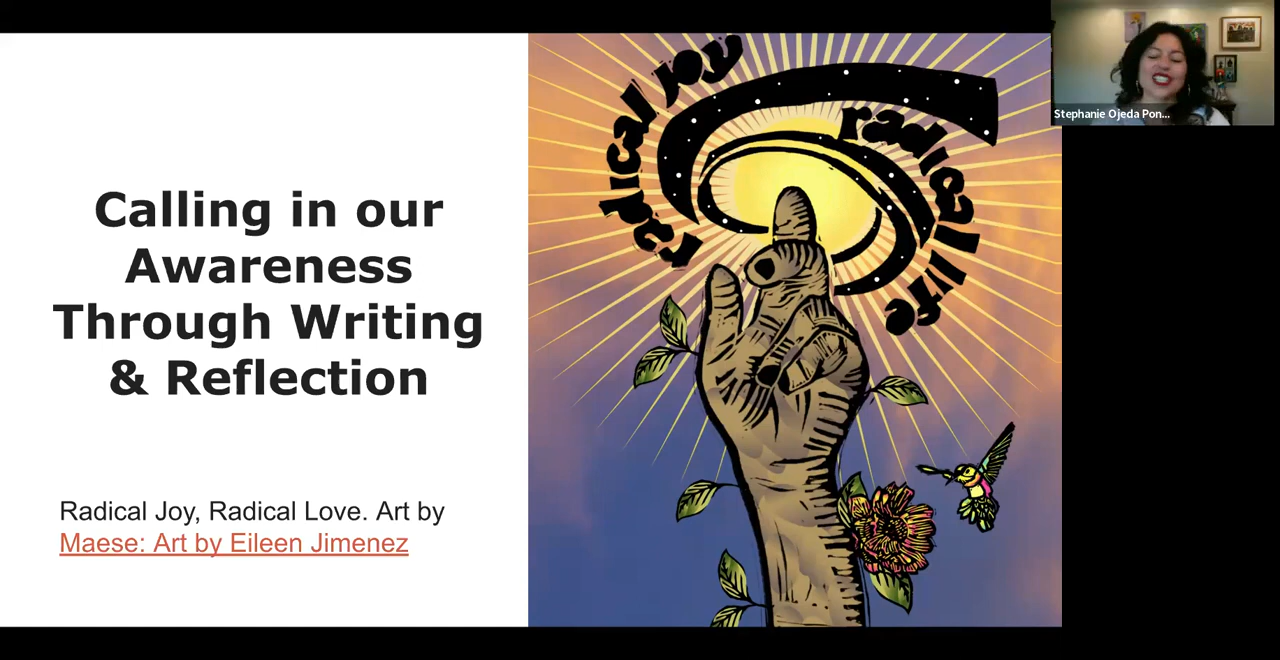 Calling in our
Awareness
Through Writing
& Reflection
Radical Joy, Radical Love. Art by
Maese: Art by Eileen Jimenez
radical joy
radical life
Stephanie Ojeda Pon...